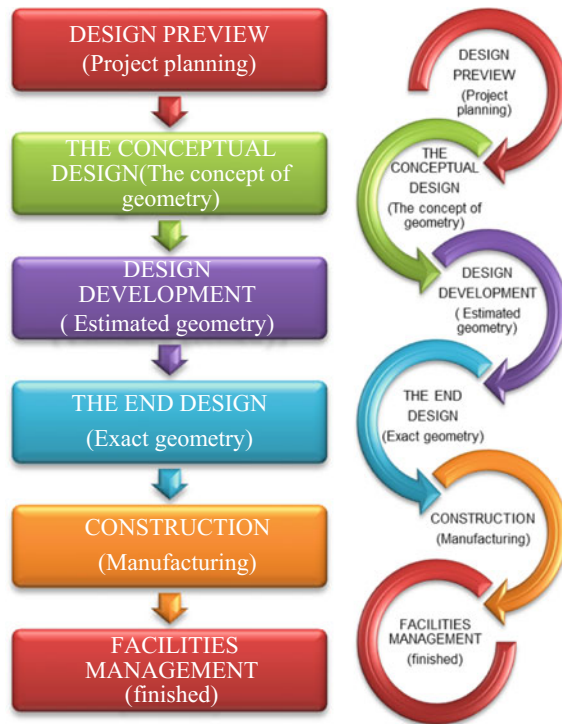 DESIGN PREVIEW
(Project planning)
THE CONCEPTUAL
DESIGN(The concept of
geometry)
DESIGN
DEVELOPMENT
( Estimated geometry)
THE END DESIGN
(Exact geometry)
CONSTRUCTION
(Manufacturing)
FACILITIES
MANAGEMENT
(finished)
DESIGN
PREVIEW
(Project
planning)
THE
CONCEPTUAL
DESIGN
(The concept of
geometry)
DESIGN
DEVELOPMENT
( Estimated
geometry)
THE END
DESIGN
(Exact geometry)
CONSTRUCTION
(Manufacturing)
FACILITIES
MANAGEMENT
(finished)